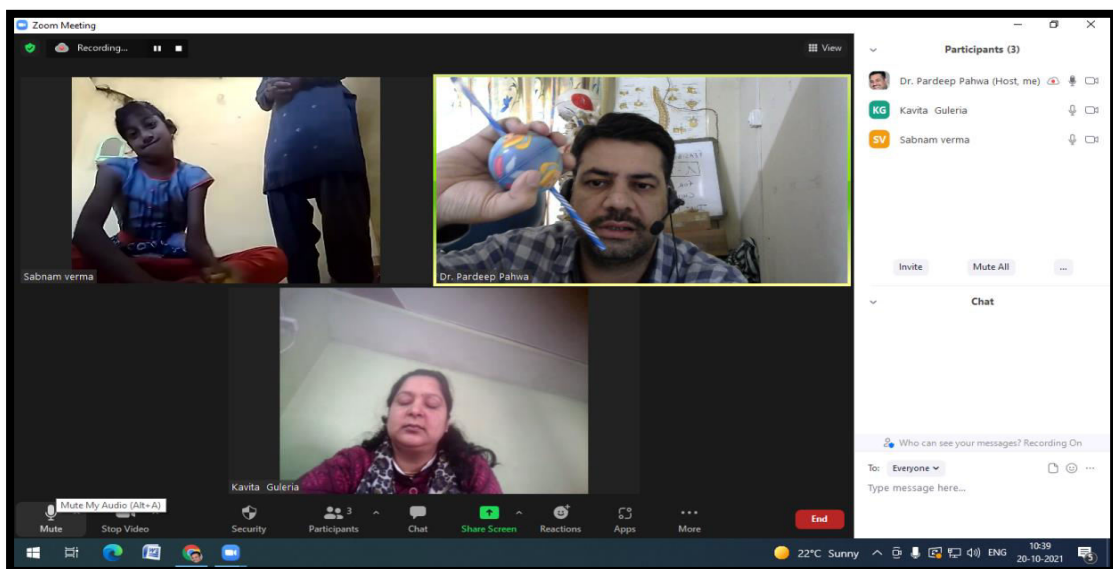 Zoom Meeting
Recording...
View
Sabnam verma
Dr. Pardeep Pahwa
Kavita Guleria
Participants (3)
Dr. Pardeep Pahwa (Host, me)
KG Kavita Guleria
SV Sabnam verma
Invite Mute All ...
Chat
Who can see your messages? Recording On
To: Everyone
Type message here...
Mute My Audio (Alt+A)
3
Mute Stop Video Security Participants Chat Share Screen Reactions Apps More End
22°C Sunny ENG 10:39
20-10-2021
5